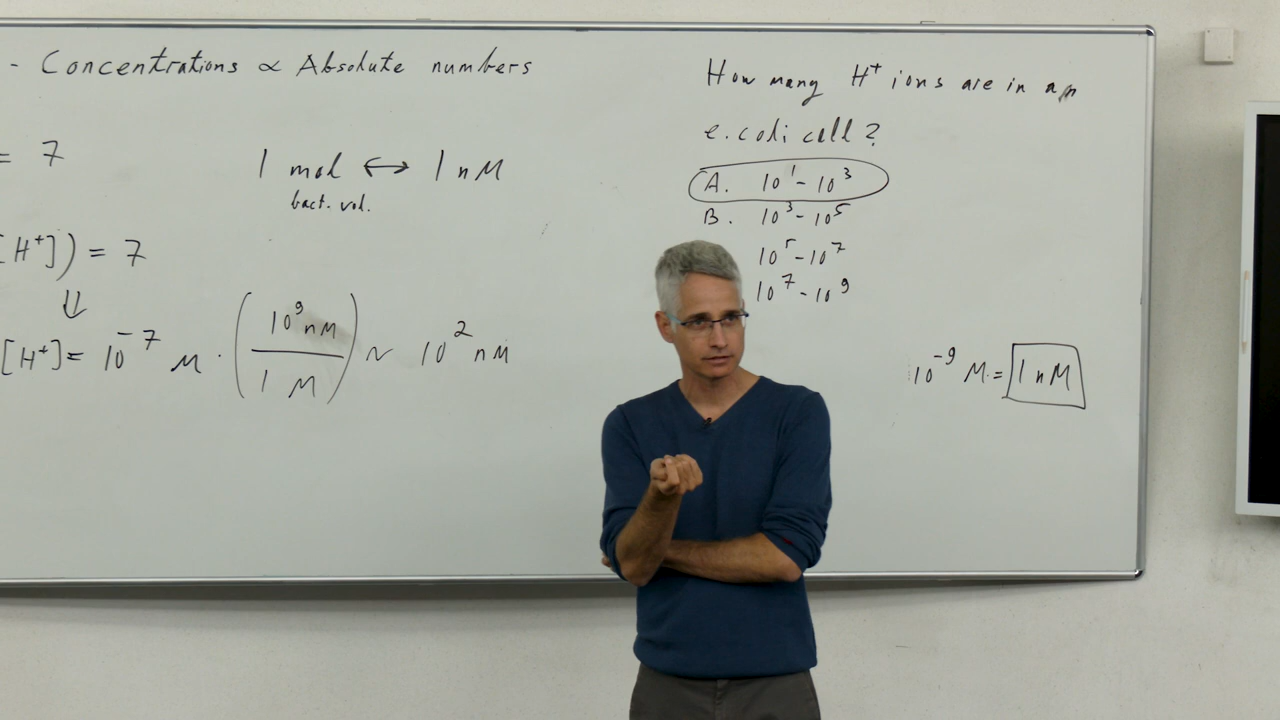 - Concentrations ∝ Absolute numbers
= 7
1 mol ↔ 1 nM
bact. vol.
[H⁺]) = 7
⇓
[H⁺] = 10⁻⁷ M · (10⁹ nM / 1 M) ~ 10² nM
How many H⁺ ions are in an
e. coli cell?
A. 10¹ - 10³
B. 10³ - 10⁵
10⁵ - 10⁷
10⁷ - 10⁹
10⁻⁹ M = 1 nM